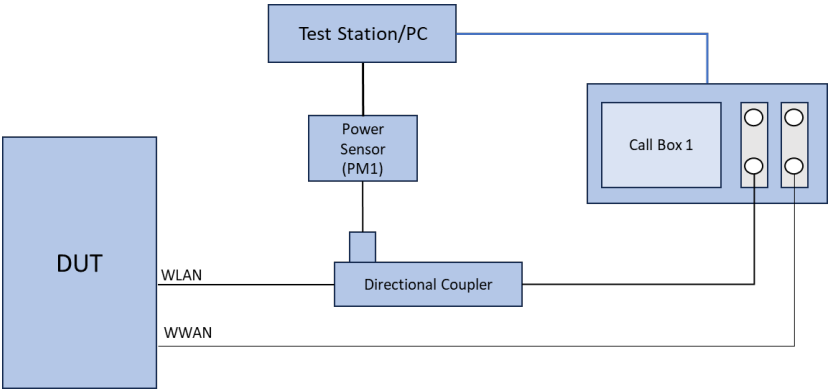 Test Station/PC
Power
Sensor
(PM1)
Call Box 1
DUT
WLAN
Directional Coupler
WWAN